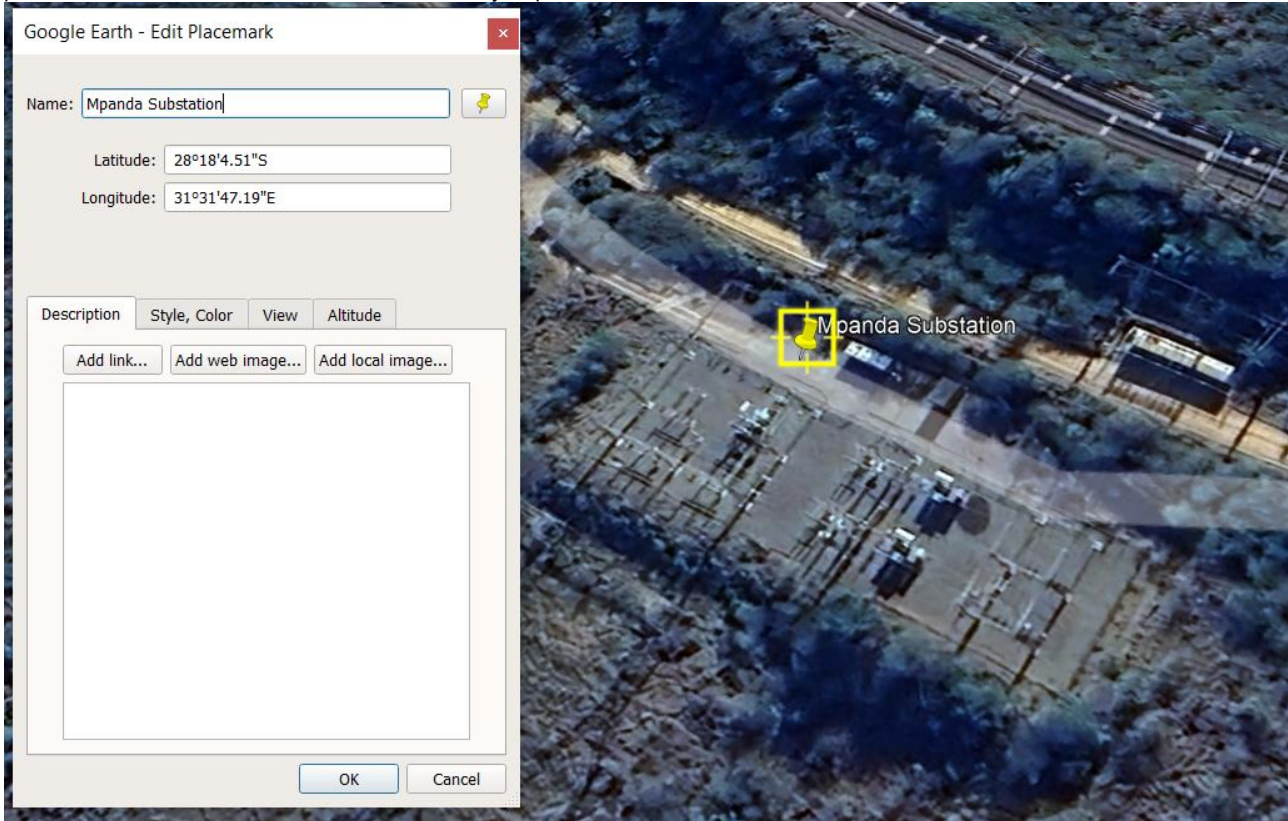 Google Earth - Edit Placemark
Name: Mpanda Substation
Latitude: 28°18'4.51"S
Longitude: 31°31'47.19"E
Description Style, Color View Altitude
Add link... Add web image... Add local image...
OK Cancel
Mpanda Substation